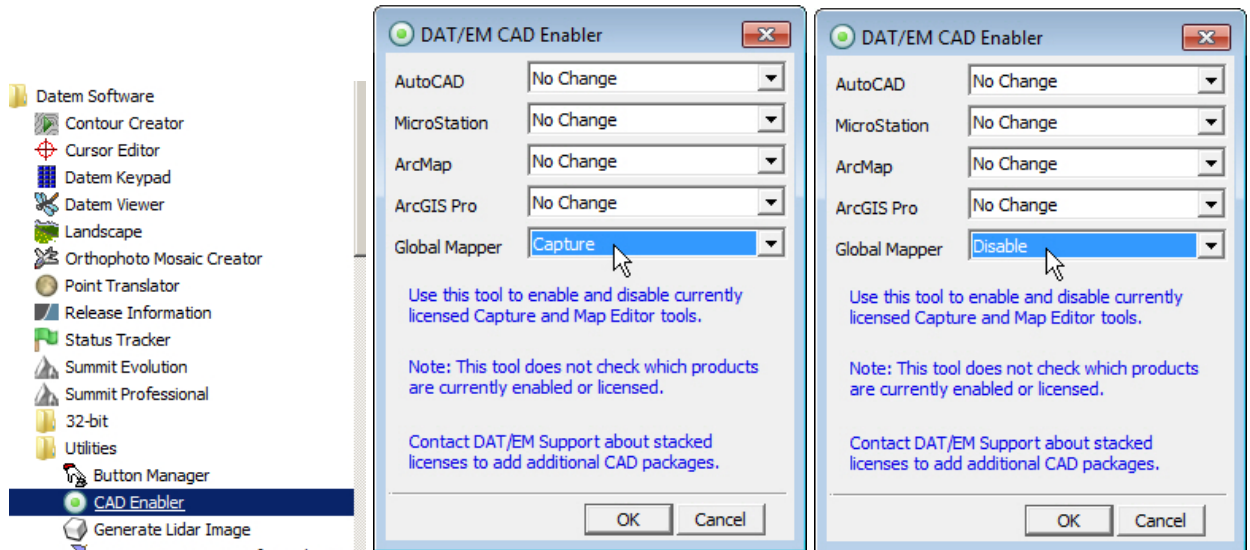 Datem Software
Contour Creator
Cursor Editor
Datem Keypad
Datem Viewer
Landscape
Orthophoto Mosaic Creator
Point Translator
Release Information
Status Tracker
Summit Evolution
Summit Professional
32-bit
Utilities
Button Manager
CAD Enabler
Generate Lidar Image
DAT/EM CAD Enabler
AutoCAD No Change
MicroStation No Change
ArcMap No Change
ArcGIS Pro No Change
Global Mapper Capture
Use this tool to enable and disable currently
licensed Capture and Map Editor tools.
Note: This tool does not check which products
are currently enabled or licensed.
Contact DAT/EM Support about stacked
licenses to add additional CAD packages.
OK Cancel
DAT/EM CAD Enabler
AutoCAD No Change
MicroStation No Change
ArcMap No Change
ArcGIS Pro No Change
Global Mapper Disable
Use this tool to enable and disable currently
licensed Capture and Map Editor tools.
Note: This tool does not check which products
are currently enabled or licensed.
Contact DAT/EM Support about stacked
licenses to add additional CAD packages.
OK Cancel